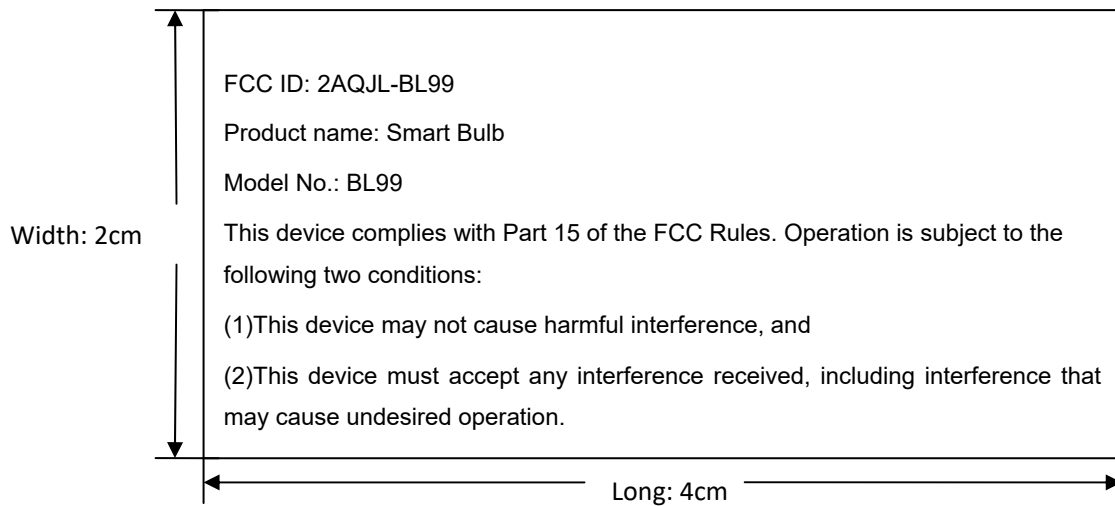 FCC ID: 2AQJL-BL99
Product name: Smart Bulb
Model No.: BL99
Width: 2cm
This device complies with Part 15 of the FCC Rules. Operation is subject to the
following two conditions:
(1)This device may not cause harmful interference, and
(2)This device must accept any interference received, including interference that
may cause undesired operation.
Long: 4cm